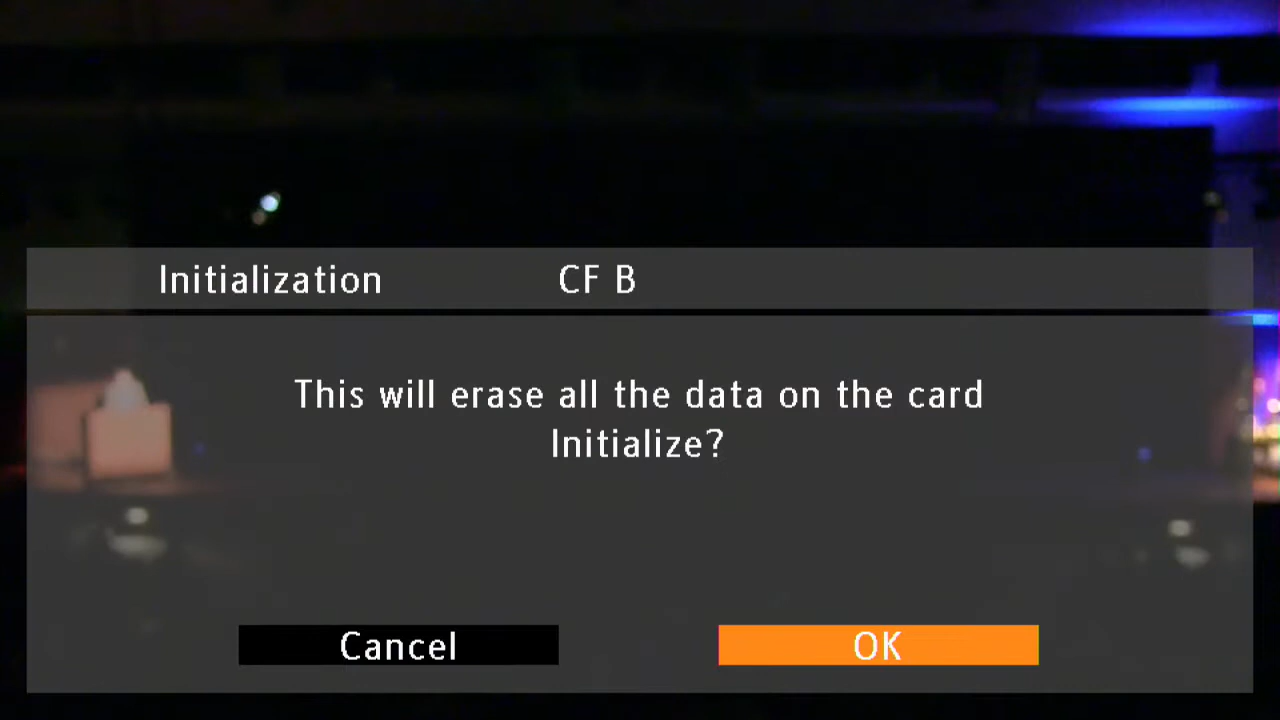 Initialization CF B
This will erase all the data on the card
Initialize?
Cancel OK